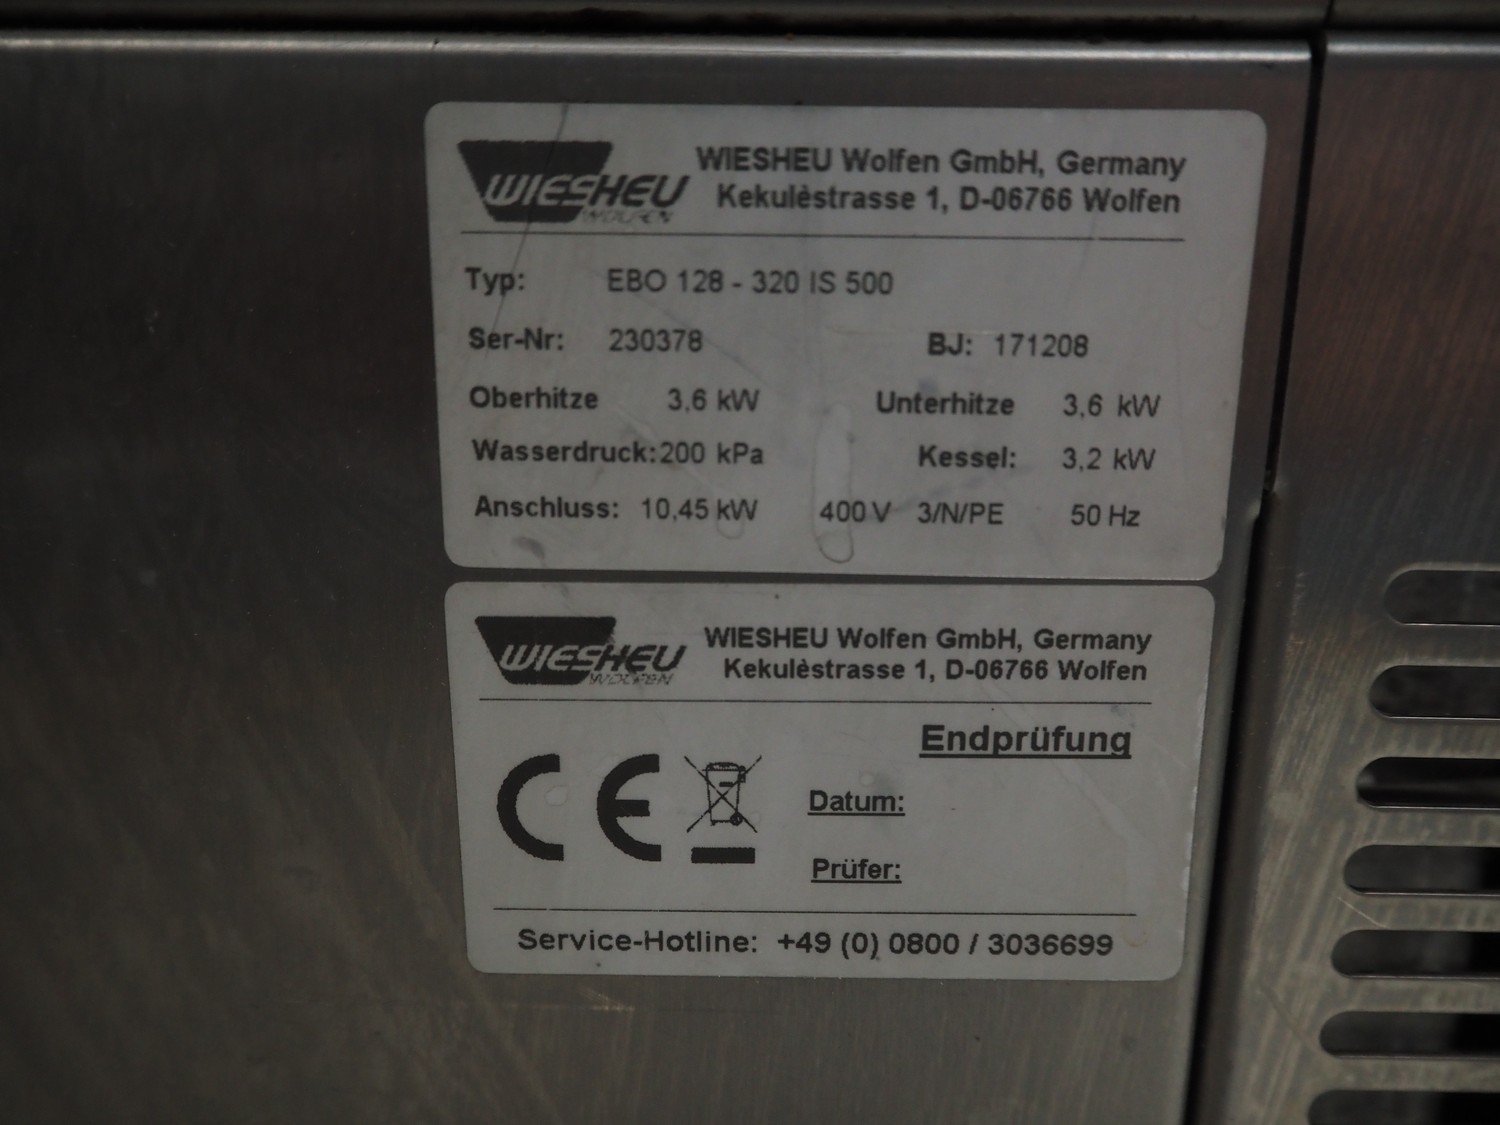 WIESHEU
WOLFEN
WIESHEU Wolfen GmbH, Germany
Kekulèstrasse 1, D-06766 Wolfen
Typ: EBO 128 - 320 IS 500
Ser-Nr: 230378 BJ: 171208
Oberhitze 3,6 kW Unterhitze 3,6 kW
Wasserdruck: 200 kPa Kessel: 3,2 kW
Anschluss: 10,45 kW 400 V 3/N/PE 50 Hz
WIESHEU
WOLFEN
WIESHEU Wolfen GmbH, Germany
Kekulèstrasse 1, D-06766 Wolfen
Endprüfung
CE
Datum:
Prüfer:
Service-Hotline: +49 (0) 0800 / 3036699